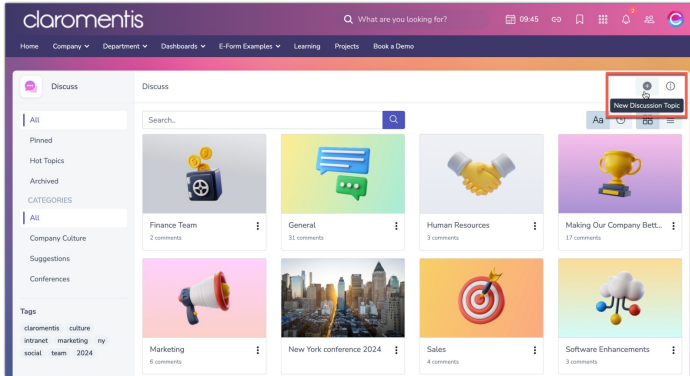 claromentis
What are you looking for?
09:45
2
Home Company Department Dashboards E-Form Examples Learning Projects Book a Demo
Discuss
Discuss
New Discussion Topic
All
Pinned
Hot Topics
Archived
CATEGORIES
All
Company Culture
Suggestions
Conferences
Tags
claromentis culture
intranet marketing ny
social team 2024
Search..
Aa
Finance Team
2 comments
General
31 comments
Human Resources
3 comments
Making Our Company Bett...
17 comments
Marketing
6 comments
New York conference 2024
Sales
4 comments
Software Enhancements
3 comments